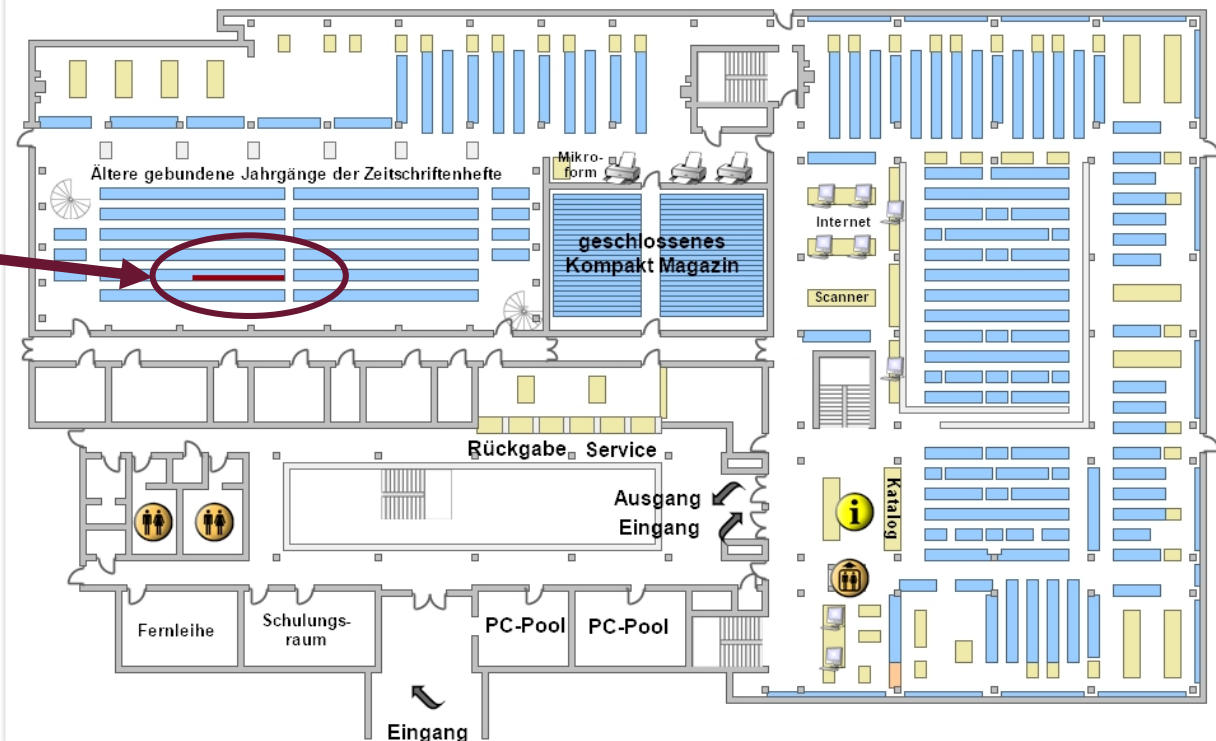 Mikro-
form
Ältere gebundene Jahrgänge der Zeitschriftenhefte
Internet
geschlossenes
Kompakt Magazin
Scanner
Rückgabe
Service
Ausgang
Eingang
i
Katalog
Fernleihe
Schulungs-
raum
PC-Pool
PC-Pool
Eingang